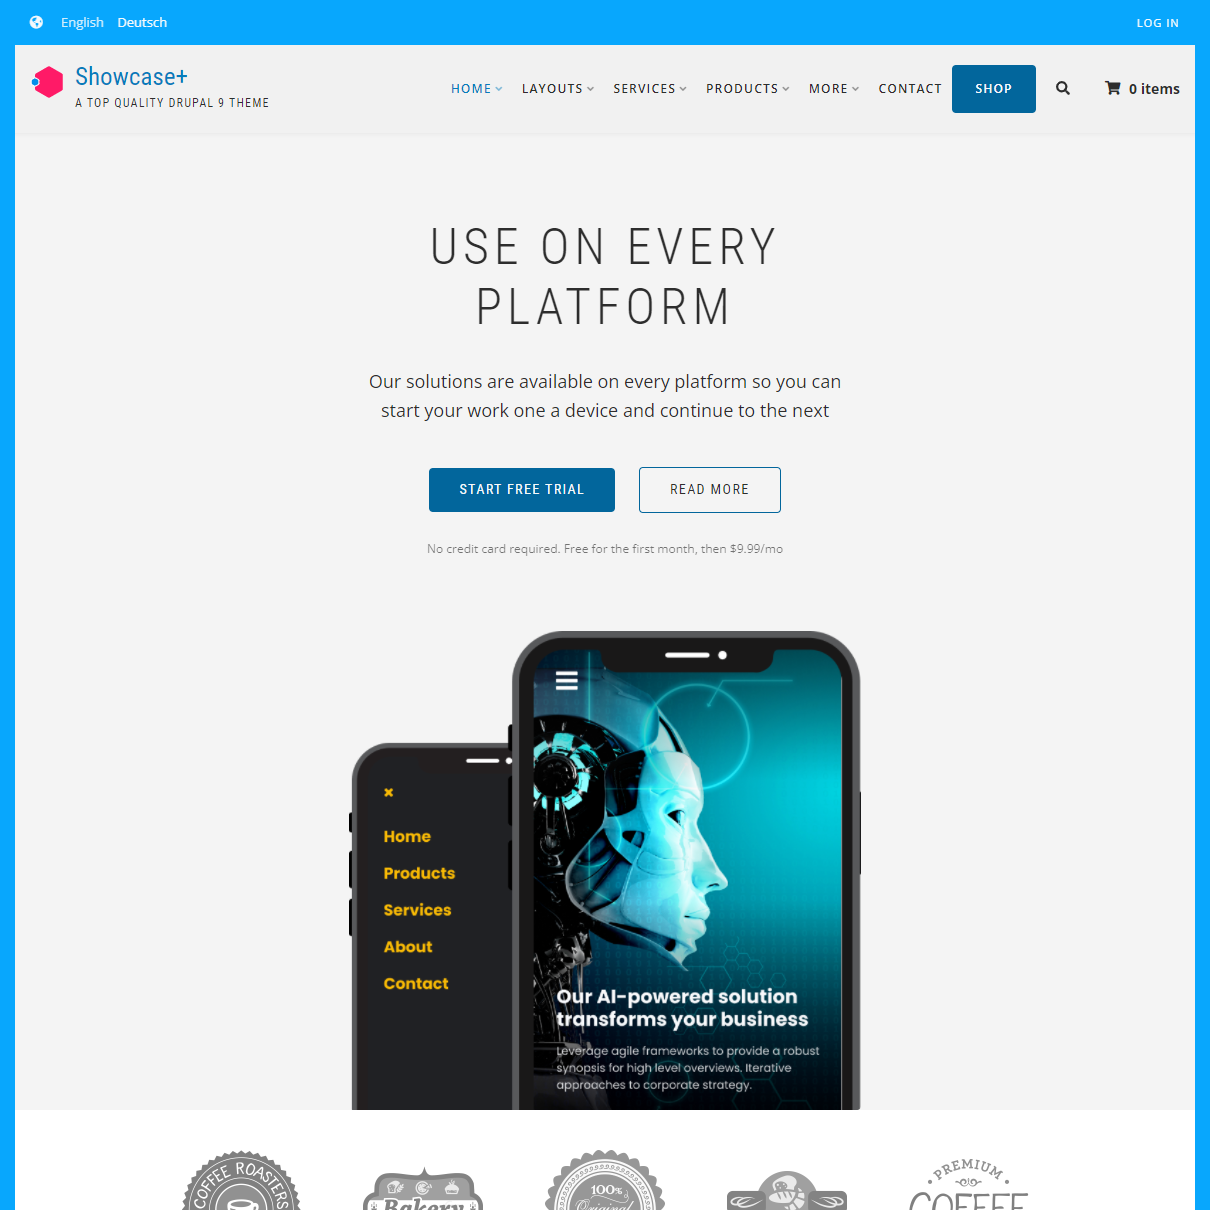 English Deutsch LOG IN
Showcase+
A TOP QUALITY DRUPAL 9 THEME
HOME LAYOUTS SERVICES PRODUCTS MORE CONTACT SHOP 0 items
USE ON EVERY
PLATFORM
Our solutions are available on every platform so you can
start your work one a device and continue to the next
START FREE TRIAL READ MORE
No credit card required. Free for the first month, then $9.99/mo
Home
Products
Services
About
Contact
Our AI-powered solution
transforms your business
Leverage agile frameworks to provide a robust
synopsis for high level overviews. Iterative
approaches to corporate strategy.
COFFEE ROASTERS
Bakery
100%
Original
PREMIUM
COFFEE